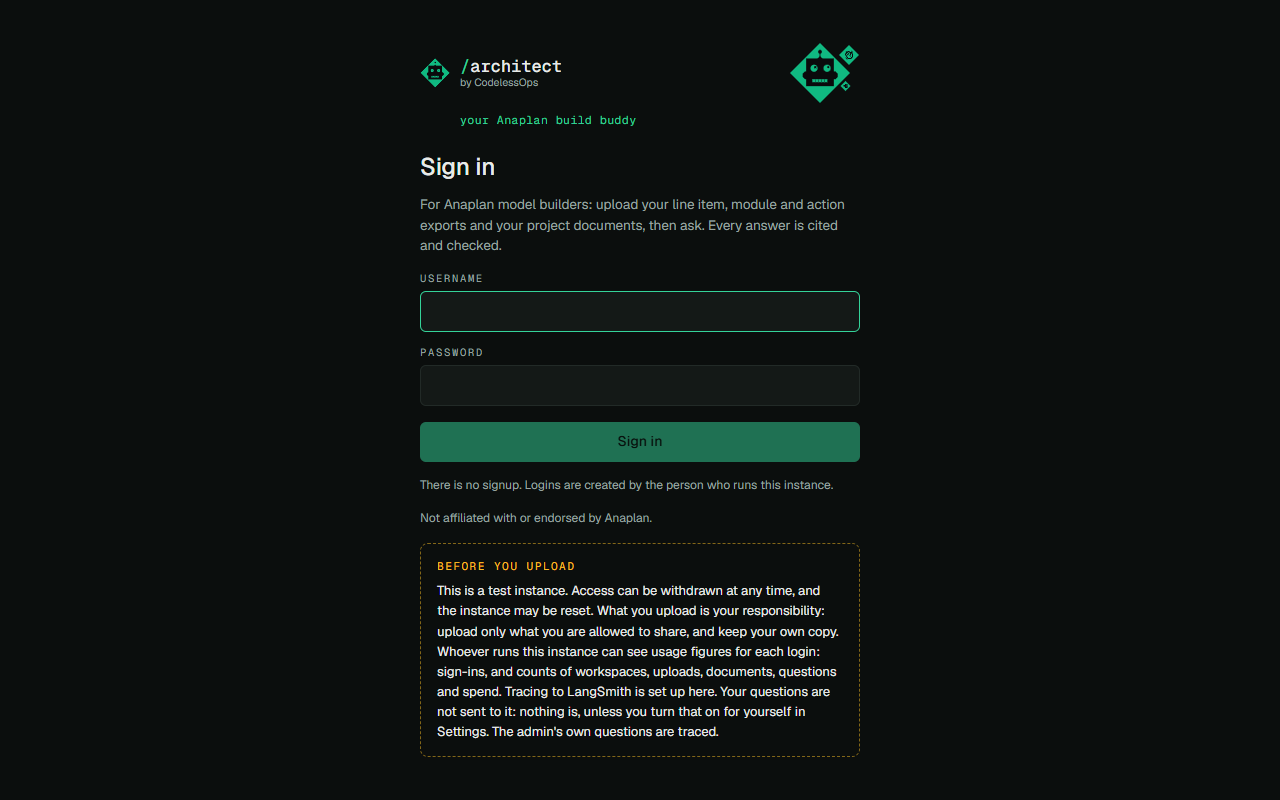 /architect
by CodelessOps
your Anaplan build buddy
Sign in
For Anaplan model builders: upload your line item, module and action
exports and your project documents, then ask. Every answer is cited
and checked.
USERNAME
PASSWORD
Sign in
There is no signup. Logins are created by the person who runs this instance.
Not affiliated with or endorsed by Anaplan.
BEFORE YOU UPLOAD
This is a test instance. Access can be withdrawn at any time, and
the instance may be reset. What you upload is your responsibility:
upload only what you are allowed to share, and keep your own copy.
Whoever runs this instance can see usage figures for each login:
sign-ins, and counts of workspaces, uploads, documents, questions
and spend. Tracing to LangSmith is set up here. Your questions are
not sent to it: nothing is, unless you turn that on for yourself in
Settings. The admin's own questions are traced.